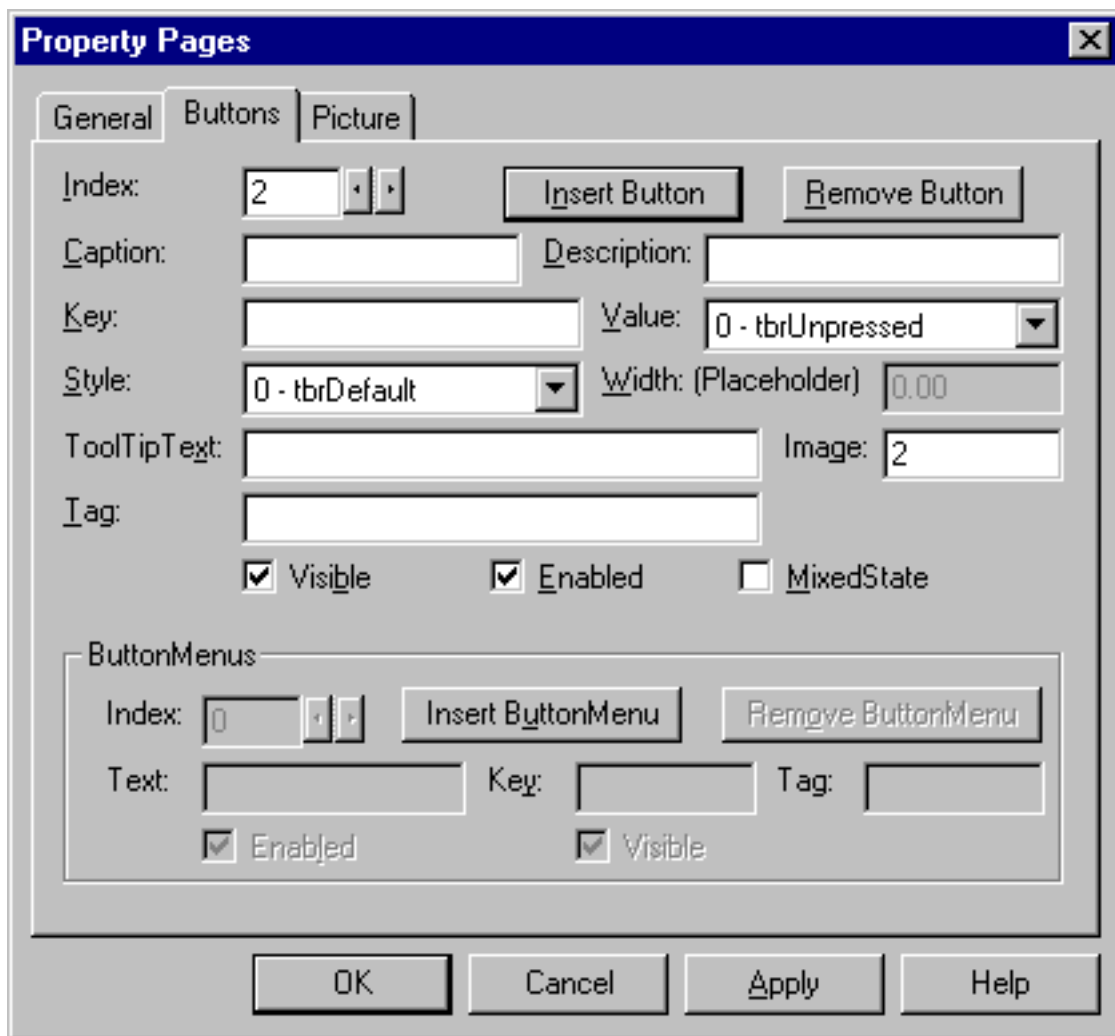 Property Pages
General Buttons Picture
Index: 2 Insert Button Remove Button
Caption: Description:
Key: Value: 0 - tbrUnpressed
Style: 0 - tbrDefault Width: (Placeholder) 0.00
ToolTipText: Image: 2
Tag:
Visible Enabled MixedState
ButtonMenus
Index: 0 Insert ButtonMenu Remove ButtonMenu
Text: Key: Tag:
Enabled Visible
OK Cancel Apply Help